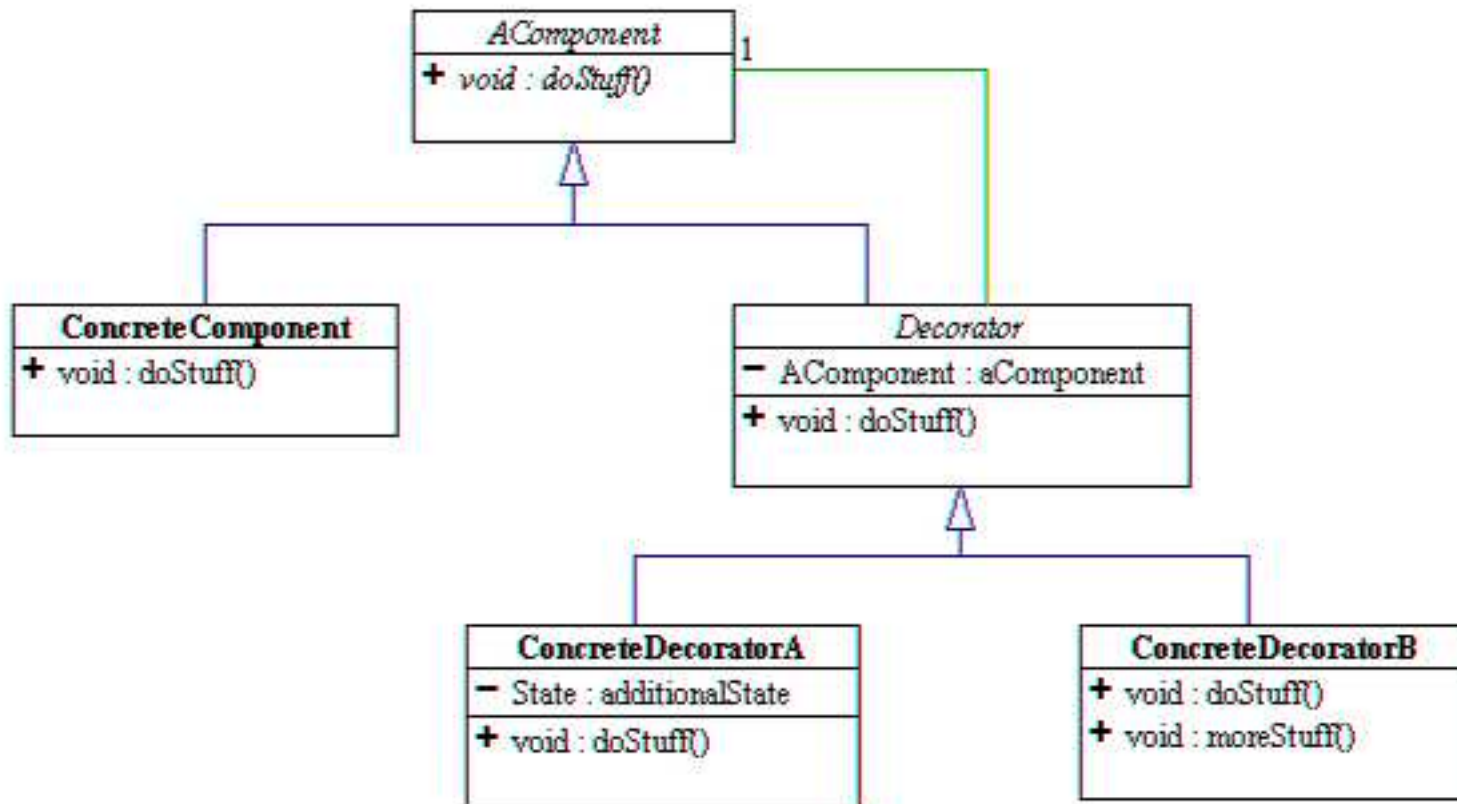 AComponent
1
+ void : doStuff()
ConcreteComponent
+ void : doStuff()
Decorator
- AComponent : aComponent
+ void : doStuff()
ConcreteDecoratorA
- State : additionalState
+ void : doStuff()
ConcreteDecoratorB
+ void : doStuff()
+ void : moreStuff()